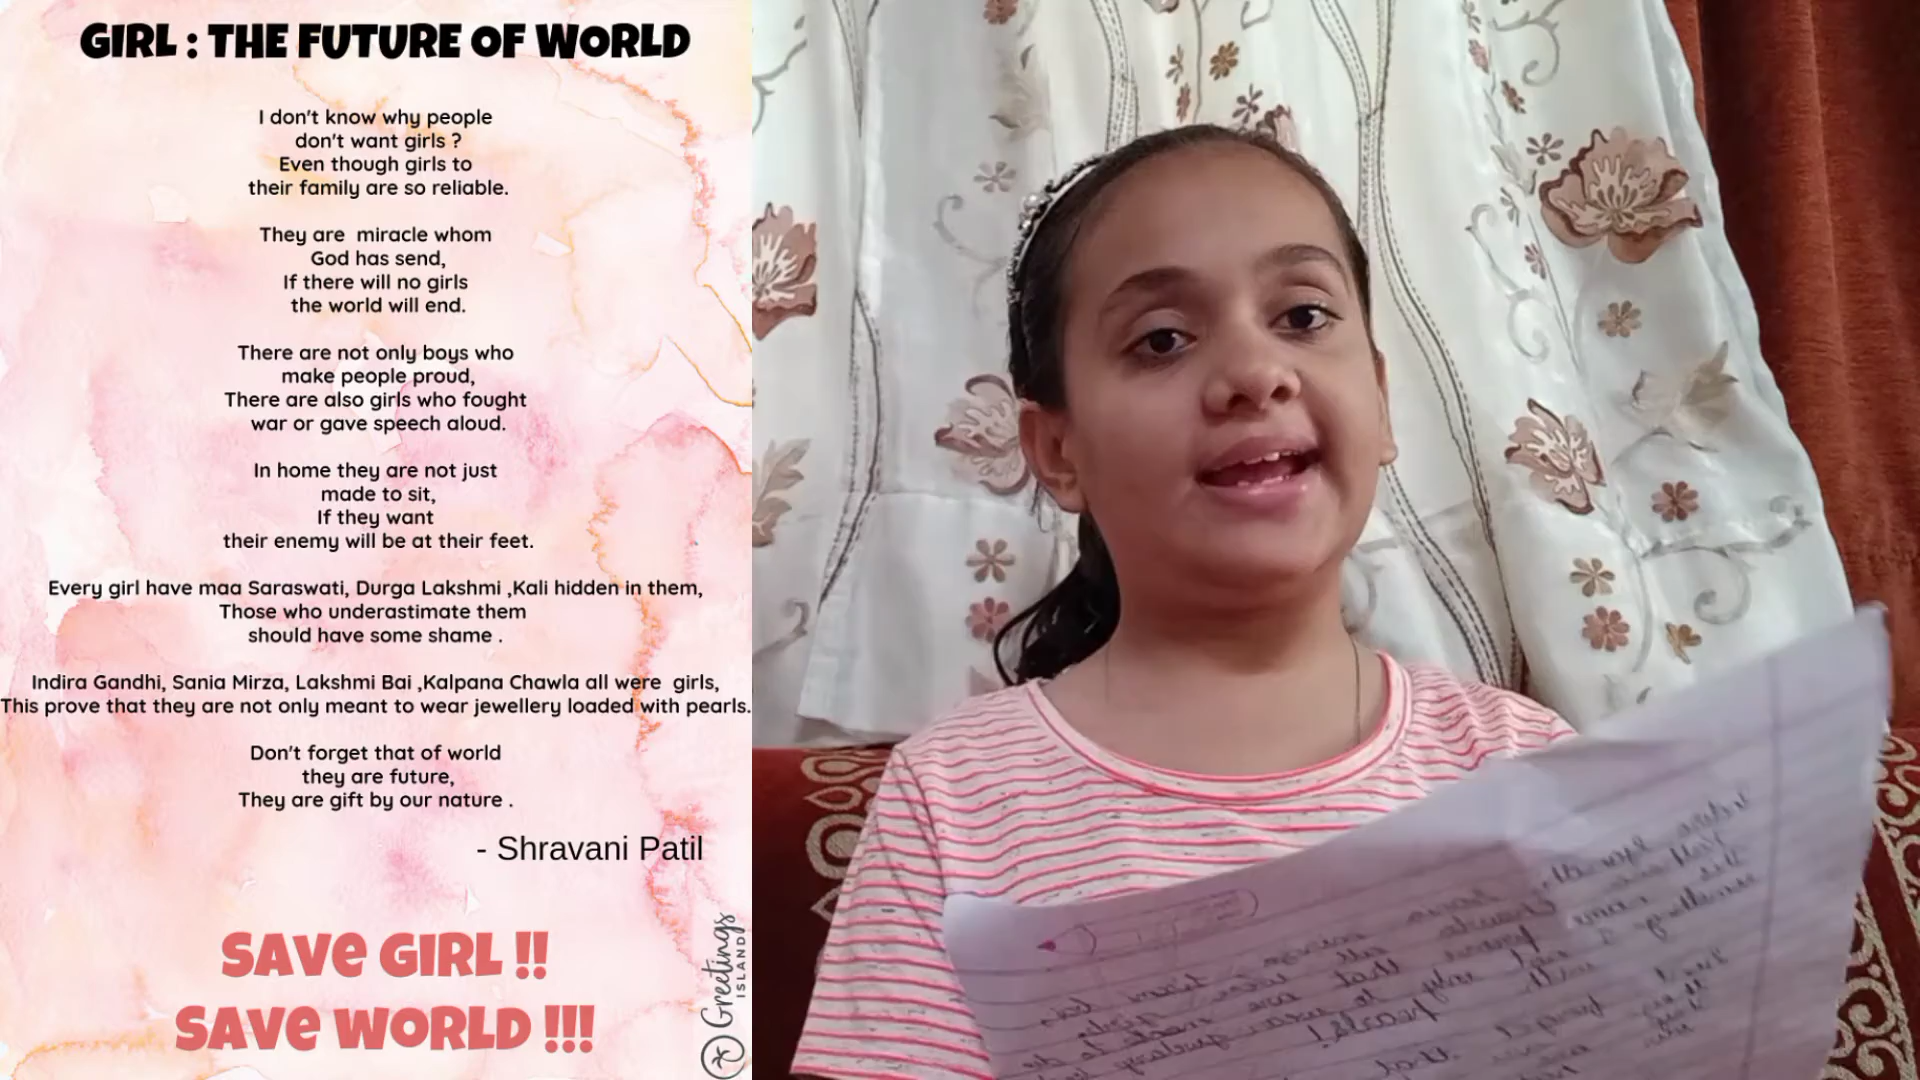 GIRL : THE FUTURE OF WORLD
I don't know why people
don't want girls ?
Even though girls to
their family are so reliable.
They are  miracle whom
God has send,
If there will no girls
the world will end.
There are not only boys who
make people proud,
There are also girls who fought
war or gave speech aloud.
In home they are not just
made to sit,
If they want
their enemy will be at their feet.
Every girl have maa Saraswati, Durga Lakshmi ,Kali hidden in them,
Those who underastimate them
should have some shame .
Indira Gandhi, Sania Mirza, Lakshmi Bai ,Kalpana Chawla all were  girls,
This prove that they are not only meant to wear jewellery loaded with pearls.
Don't forget that of world
they are future,
They are gift by our nature .
- Shravani Patil
SAVE GIRL !!
SAVE WORLD !!!
Greetings
ISLAND